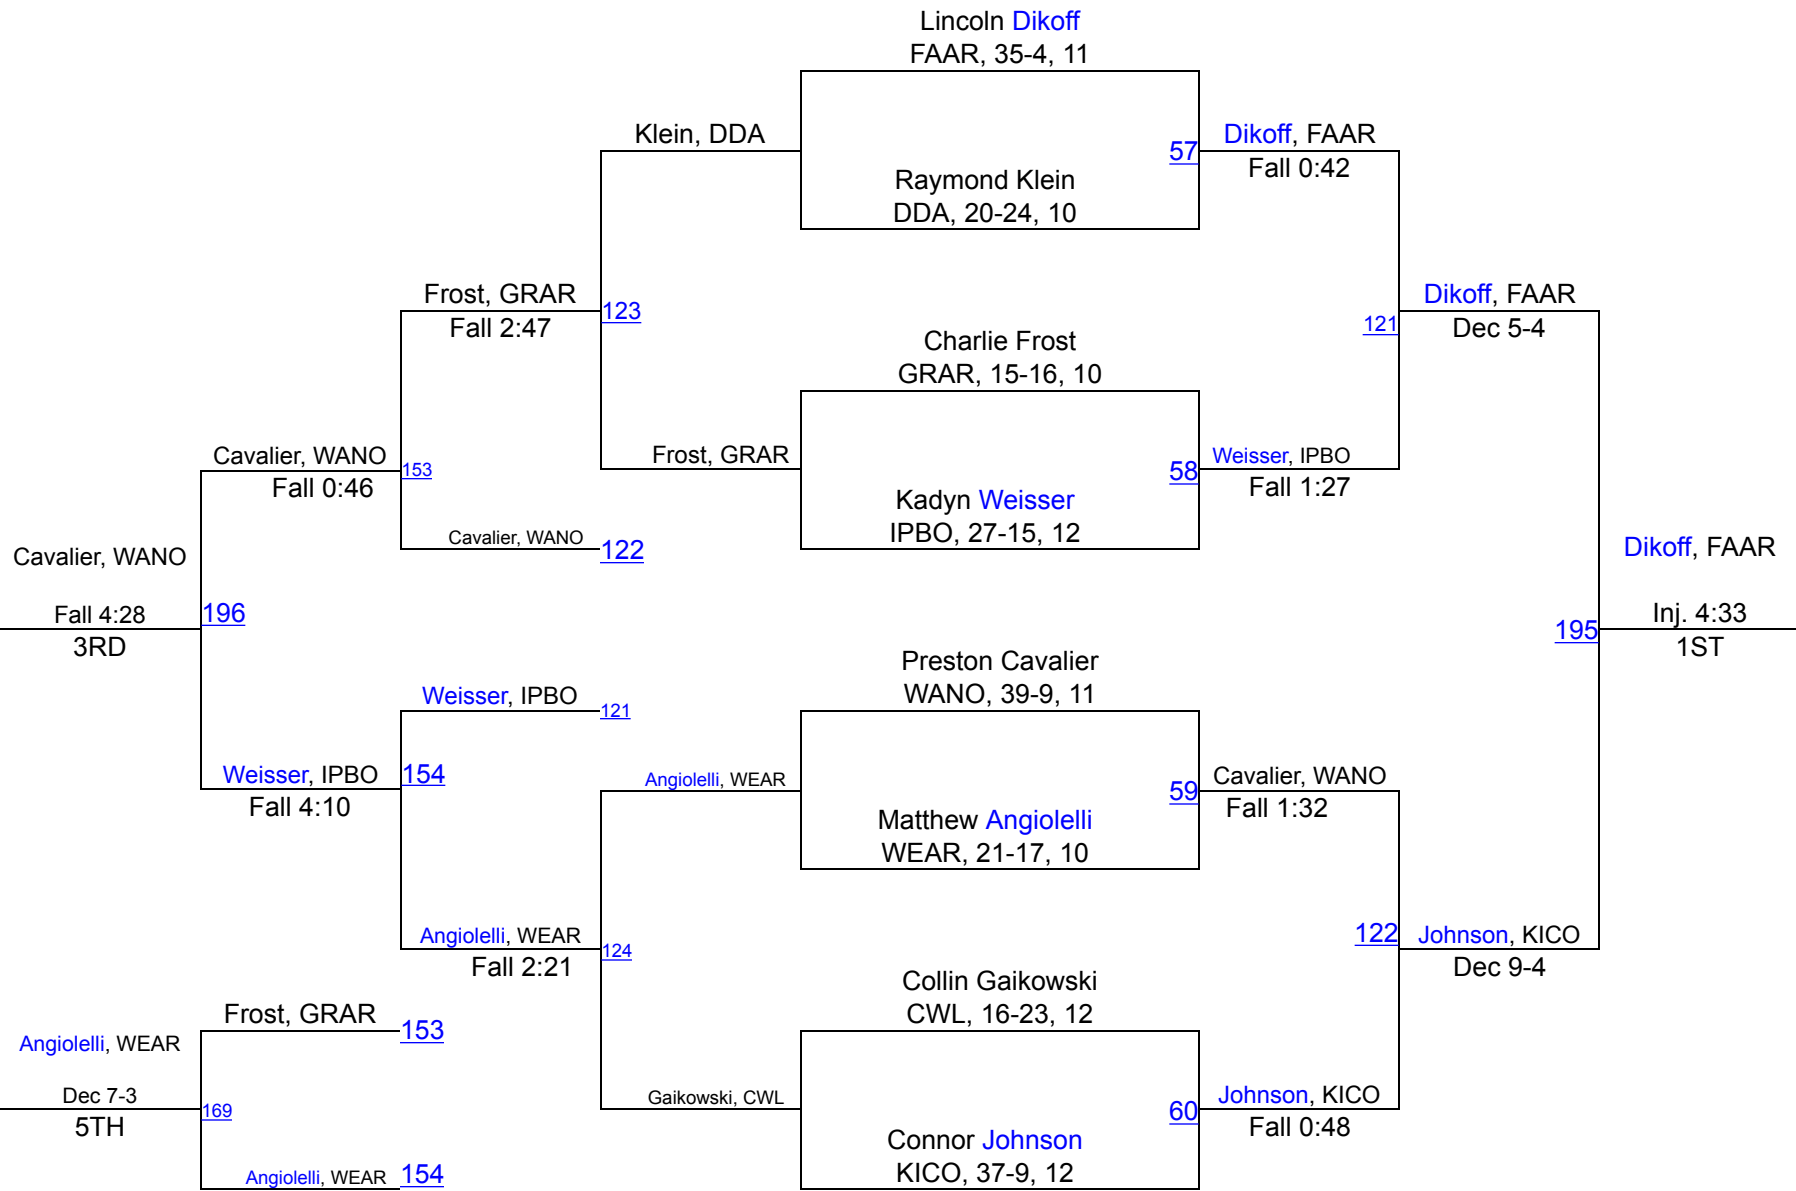 Lincoln Dikoff
FAAR, 35-4, 11
Klein, DDA
57
Dikoff, FAAR
Fall 0:42
Raymond Klein
DDA, 20-24, 10
Frost, GRAR
Fall 2:47
123
Dikoff, FAAR
Dec 5-4
121
Charlie Frost
GRAR, 15-16, 10
Cavalier, WANO
Fall 0:46
153
Frost, GRAR
58
Weisser, IPBO
Fall 1:27
Kadyn Weisser
IPBO, 27-15, 12
Cavalier, WANO
122
Cavalier, WANO
Fall 4:28
3RD
196
Dikoff, FAAR
Inj. 4:33
1ST
195
Preston Cavalier
WANO, 39-9, 11
Weisser, IPBO
121
Weisser, IPBO
Fall 4:10
154
Angiolelli, WEAR
59
Cavalier, WANO
Fall 1:32
Matthew Angiolelli
WEAR, 21-17, 10
Angiolelli, WEAR
Fall 2:21
124
122
Johnson, KICO
Dec 9-4
Collin Gaikowski
CWL, 16-23, 12
Frost, GRAR
153
Angiolelli, WEAR
Dec 7-3
5TH
169
Gaikowski, CWL
60
Johnson, KICO
Fall 0:48
Connor Johnson
KICO, 37-9, 12
Angiolelli, WEAR
154